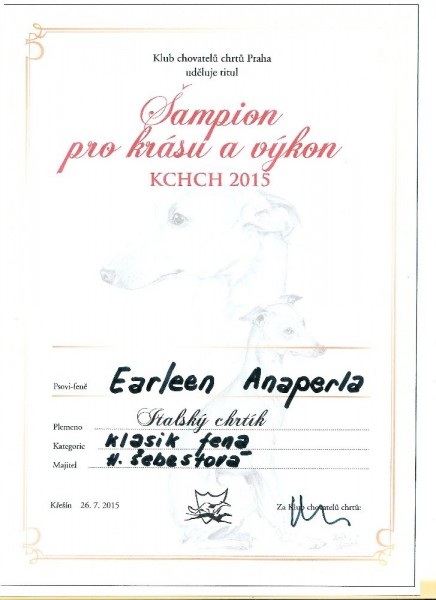 Klub chovatelů chrtů Praha
uděluje titul
Šampion
pro krásu a výkon
KCHCH 2015
Psovi-feně Earleen Anaperla
Plemeno Italský chrtík
Kategorie klasik fena
Majitel H. Šebestová
Křešín 26. 7. 2015 Za Klub chovatelů chrtů: